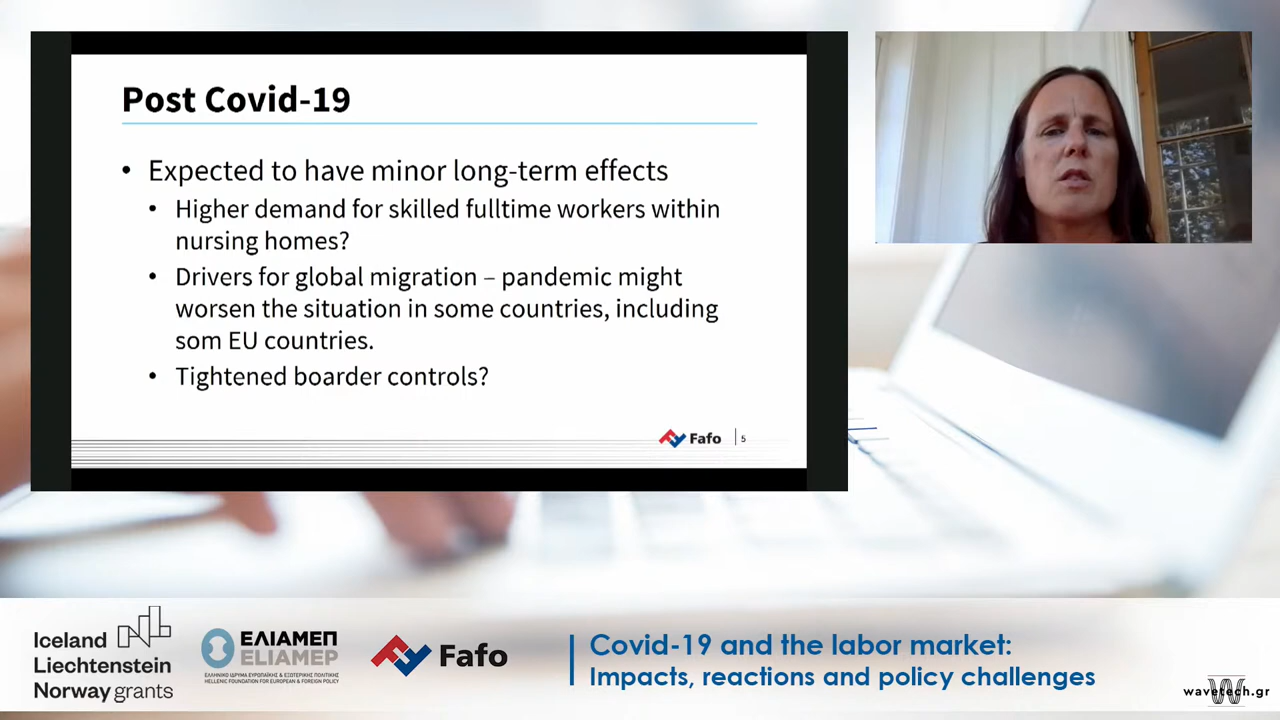 Post Covid-19
• Expected to have minor long-term effects
• Higher demand for skilled fulltime workers within
nursing homes?
• Drivers for global migration – pandemic might
worsen the situation in some countries, including
som EU countries.
• Tightened boarder controls?
Fafo | 5
Iceland
Liechtenstein
Norway grants
ΕΛΙΑΜΕΠ
ELIAMEP
ΕΛΛΗΝΙΚΟ ΙΔΡΥΜΑ ΕΥΡΩΠΑΪΚΗΣ & ΕΞΩΤΕΡΙΚΗΣ ΠΟΛΙΤΙΚΗΣ
HELLENIC FOUNDATION FOR EUROPEAN & FOREIGN POLICY
Fafo
Covid-19 and the labor market:
Impacts, reactions and policy challenges
wavetech.gr